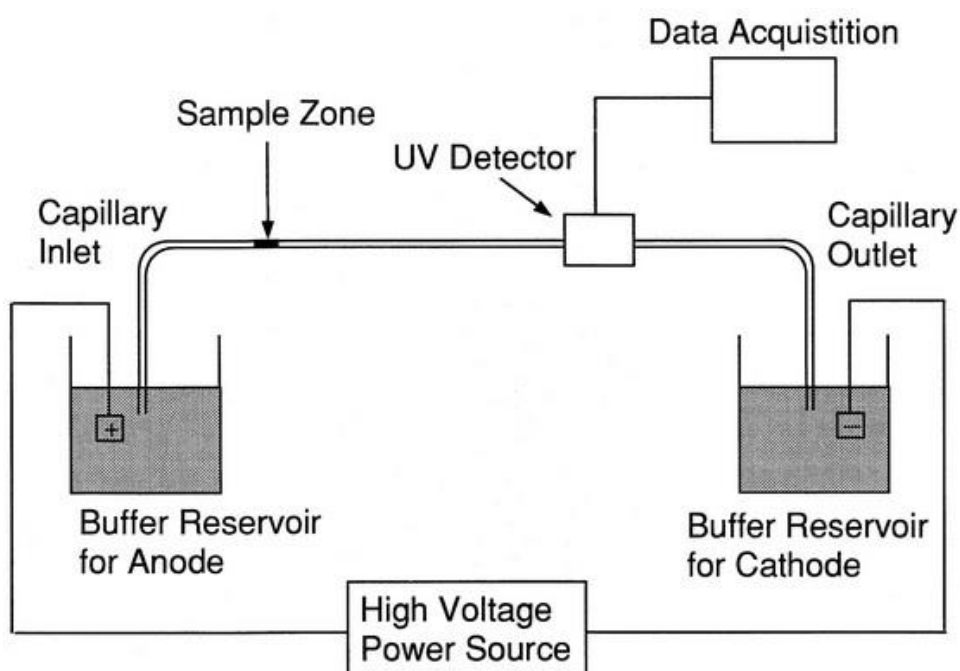 Data Acquistition
Sample Zone
UV Detector
Capillary
Inlet
Capillary
Outlet
+
Buffer Reservoir
for Anode
Buffer Reservoir
for Cathode
High Voltage
Power Source